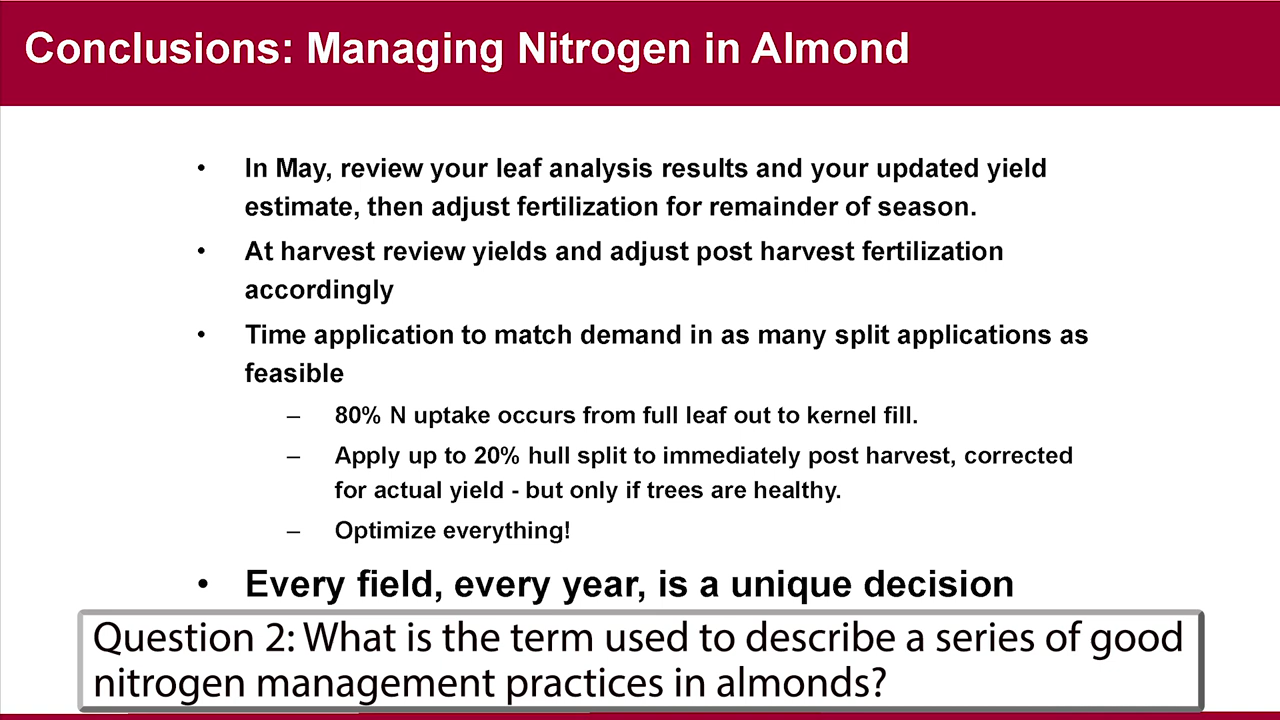 Conclusions: Managing Nitrogen in Almond
• In May, review your leaf analysis results and your updated yield
estimate, then adjust fertilization for remainder of season.
• At harvest review yields and adjust post harvest fertilization
accordingly
• Time application to match demand in as many split applications as
feasible
– 80% N uptake occurs from full leaf out to kernel fill.
– Apply up to 20% hull split to immediately post harvest, corrected
for actual yield - but only if trees are healthy.
– Optimize everything!
• Every field, every year, is a unique decision
Question 2: What is the term used to describe a series of good
nitrogen management practices in almonds?